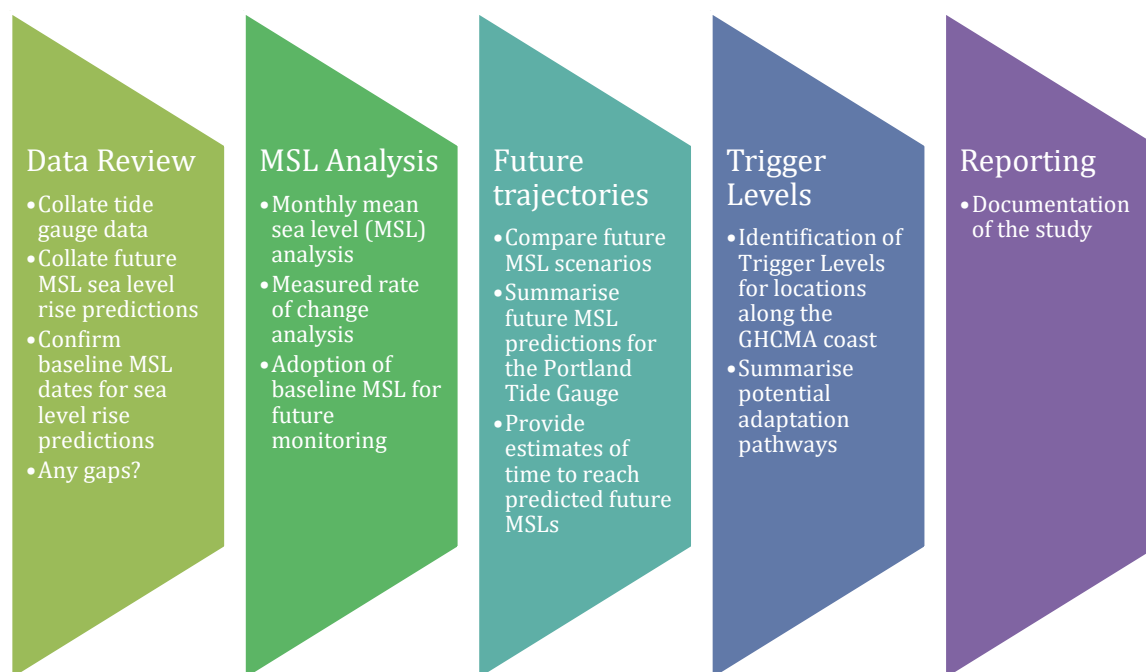 Data Review
•Collate tide
gauge data
•Collate future
MSL sea level
rise predictions
•Confirm
baseline MSL
dates for sea
level rise
predictions
•Any gaps?
MSL Analysis
•Monthly mean
sea level (MSL)
analysis
•Measured rate
of change
analysis
•Adoption of
baseline MSL for
future
monitoring
Future
trajectories
•Compare future
MSL scenarios
•Summarise
future MSL
predictions for
the Portland
Tide Gauge
•Provide
estimates of
time to reach
predicted future
MSLs
Trigger
Levels
•Identification of
Trigger Levels
for locations
along the
GHCMA coast
•Summarise
potential
adaptation
pathways
Reporting
•Documentation
of the study